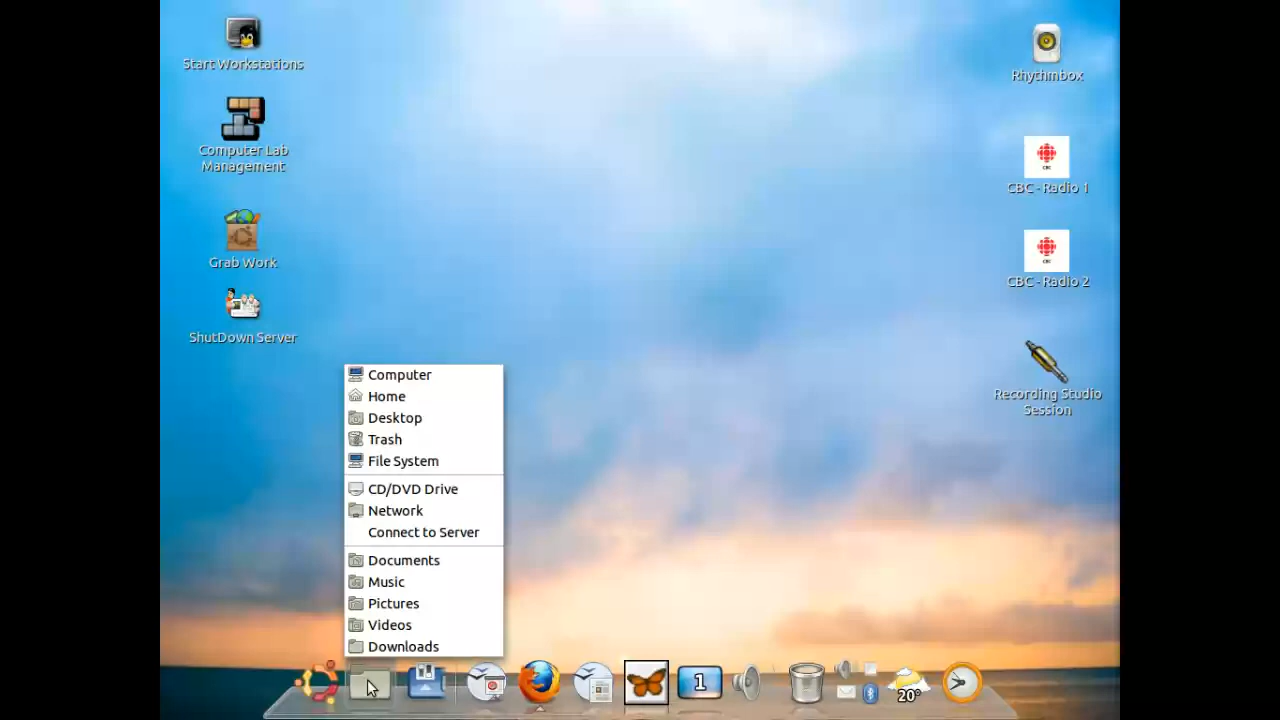 Start Workstations
Computer Lab
Management
Grab Work
ShutDown Server
Rhythmbox
CBC
CBC - Radio 1
CBC
CBC - Radio 2
Recording Studio
Session
Computer
Home
Desktop
Trash
File System
CD/DVD Drive
Network
Connect to Server
Documents
Music
Pictures
Videos
Downloads
1
20°